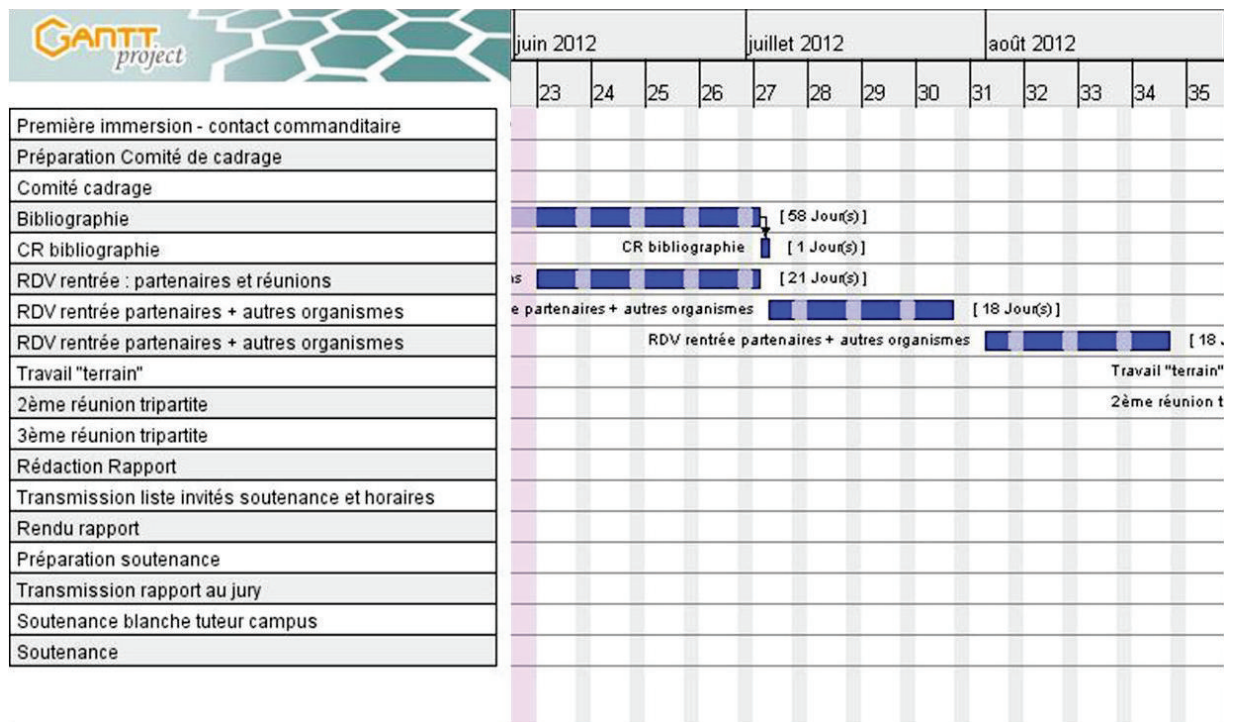 GANTT
project
juin 2012 juillet 2012 août 2012
23 24 25 26 27 28 29 30 31 32 33 34 35
Première immersion - contact commanditaire
Préparation Comité de cadrage
Comité cadrage
Bibliographie [ 58 Jour(s) ]
CR bibliographie CR bibliographie [ 1 Jour(s) ]
RDV rentrée : partenaires et réunions ns [ 21 Jour(s) ]
RDV rentrée partenaires + autres organismes e partenaires + autres organismes [ 18 Jour(s) ]
RDV rentrée partenaires + autres organismes RDV rentrée partenaires + autres organismes [ 18
Travail "terrain" Travail "terrain"
2ème réunion tripartite 2ème réunion t
3ème réunion tripartite
Rédaction Rapport
Transmission liste invités soutenance et horaires
Rendu rapport
Préparation soutenance
Transmission rapport au jury
Soutenance blanche tuteur campus
Soutenance